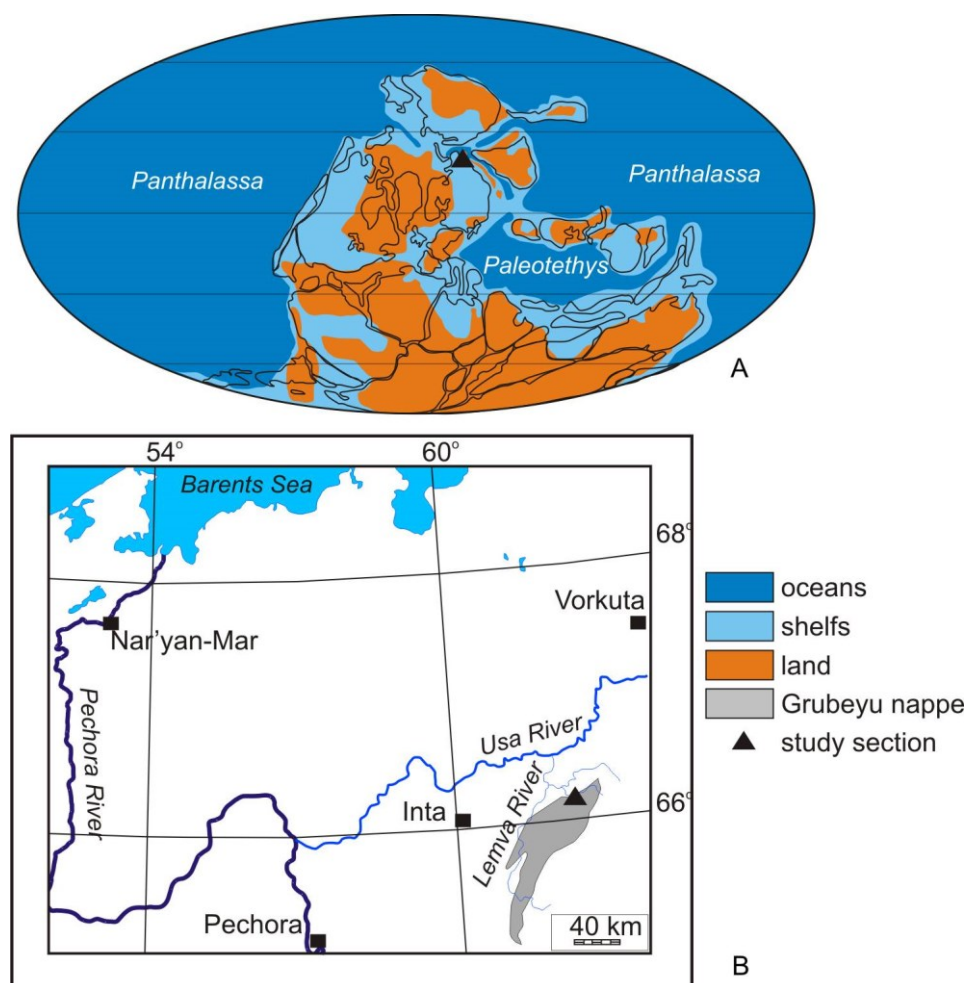 Panthalassa
Panthalassa
Paleotethys
A
54°
60°
Barents Sea
68°
Vorkuta
Nar'yan-Mar
Pechora River
Usa River
Lemva River
Inta
66°
Pechora
40 km
B
oceans
shelfs
land
Grubeyu nappe
study section